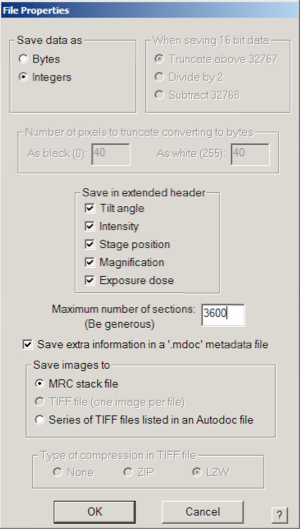 File Properties
Save data as
Bytes
Integers
When saving 16 bit data
Truncate above 32767
Divide by 2
Subtract 32768
Number of pixels to truncate converting to bytes
As black (0): 40 As white (255): 40
Save in extended header
Tilt angle
Intensity
Stage position
Magnification
Exposure dose
Maximum number of sections: 3600
(Be generous)
Save extra information in a '.mdoc' metadata file
Save images to
MRC stack file
TIFF file (one image per file)
Series of TIFF files listed in an Autodoc file
Type of compression in TIFF file
None ZIP LZW
OK Cancel ?